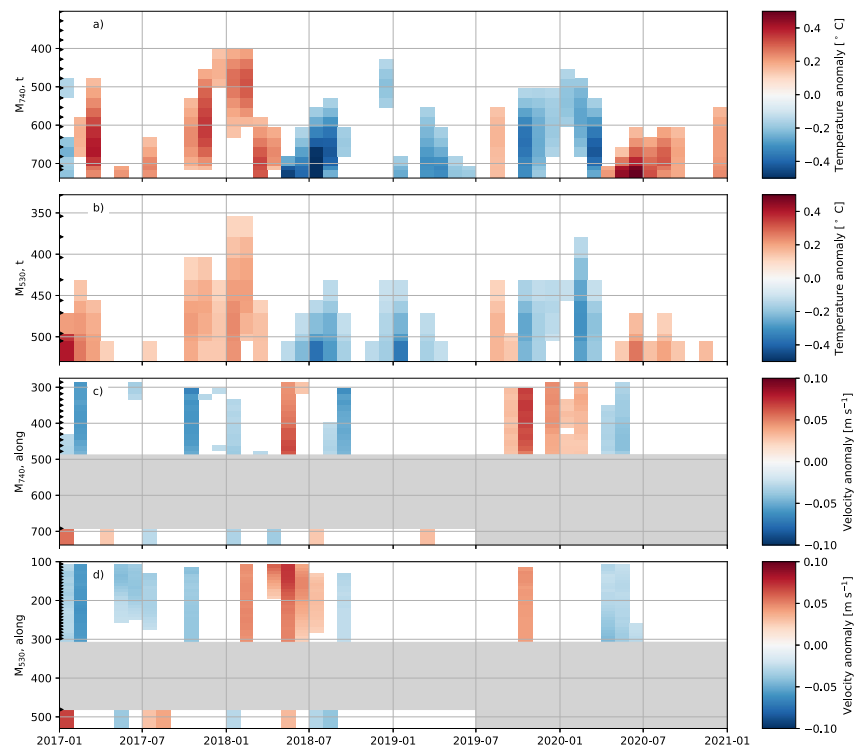 a)
M740, t
400
500
600
700
0.4
0.2
0.0
−0.2
−0.4
Temperature anomaly [° C]
b)
M530, t
350
400
450
500
0.4
0.2
0.0
−0.2
−0.4
Temperature anomaly [° C]
c)
M740, along
300
400
500
600
700
0.10
0.05
0.00
−0.05
−0.10
Velocity anomaly [m s⁻¹]
d)
M530, along
100
200
300
400
500
0.10
0.05
0.00
−0.05
−0.10
Velocity anomaly [m s⁻¹]
2017-01 2017-07 2018-01 2018-07 2019-01 2019-07 2020-01 2020-07 2021-01